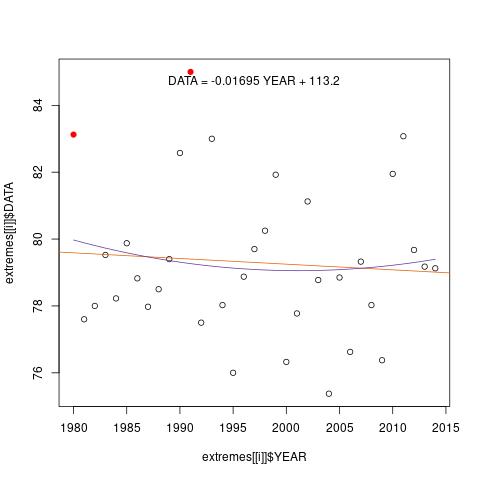 DATA = -0.01695 YEAR + 113.2
extremes[[i]]$DATA
84
82
80
78
76
1980 1985 1990 1995 2000 2005 2010 2015
extremes[[i]]$YEAR